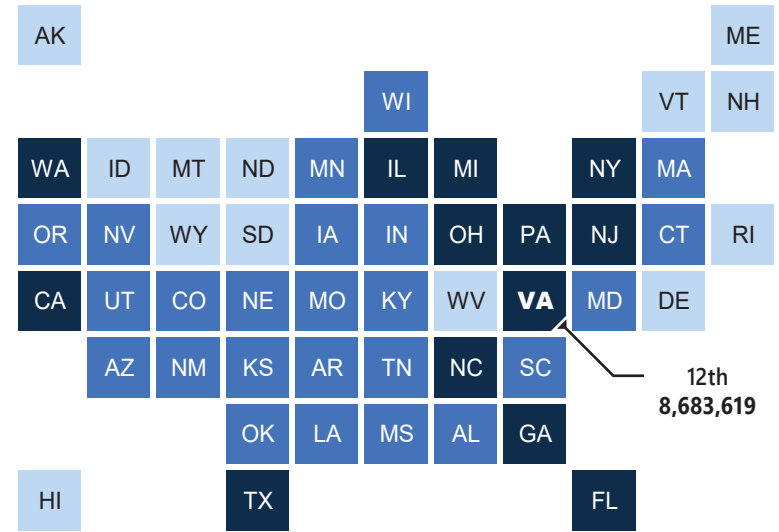 AK ME
WI VT NH
WA ID MT ND MN IL MI NY MA
OR NV WY SD IA IN OH PA NJ CT RI
CA UT CO NE MO KY WV VA MD DE
AZ NM KS AR TN NC SC
12th
8,683,619
OK LA MS AL GA
HI TX FL